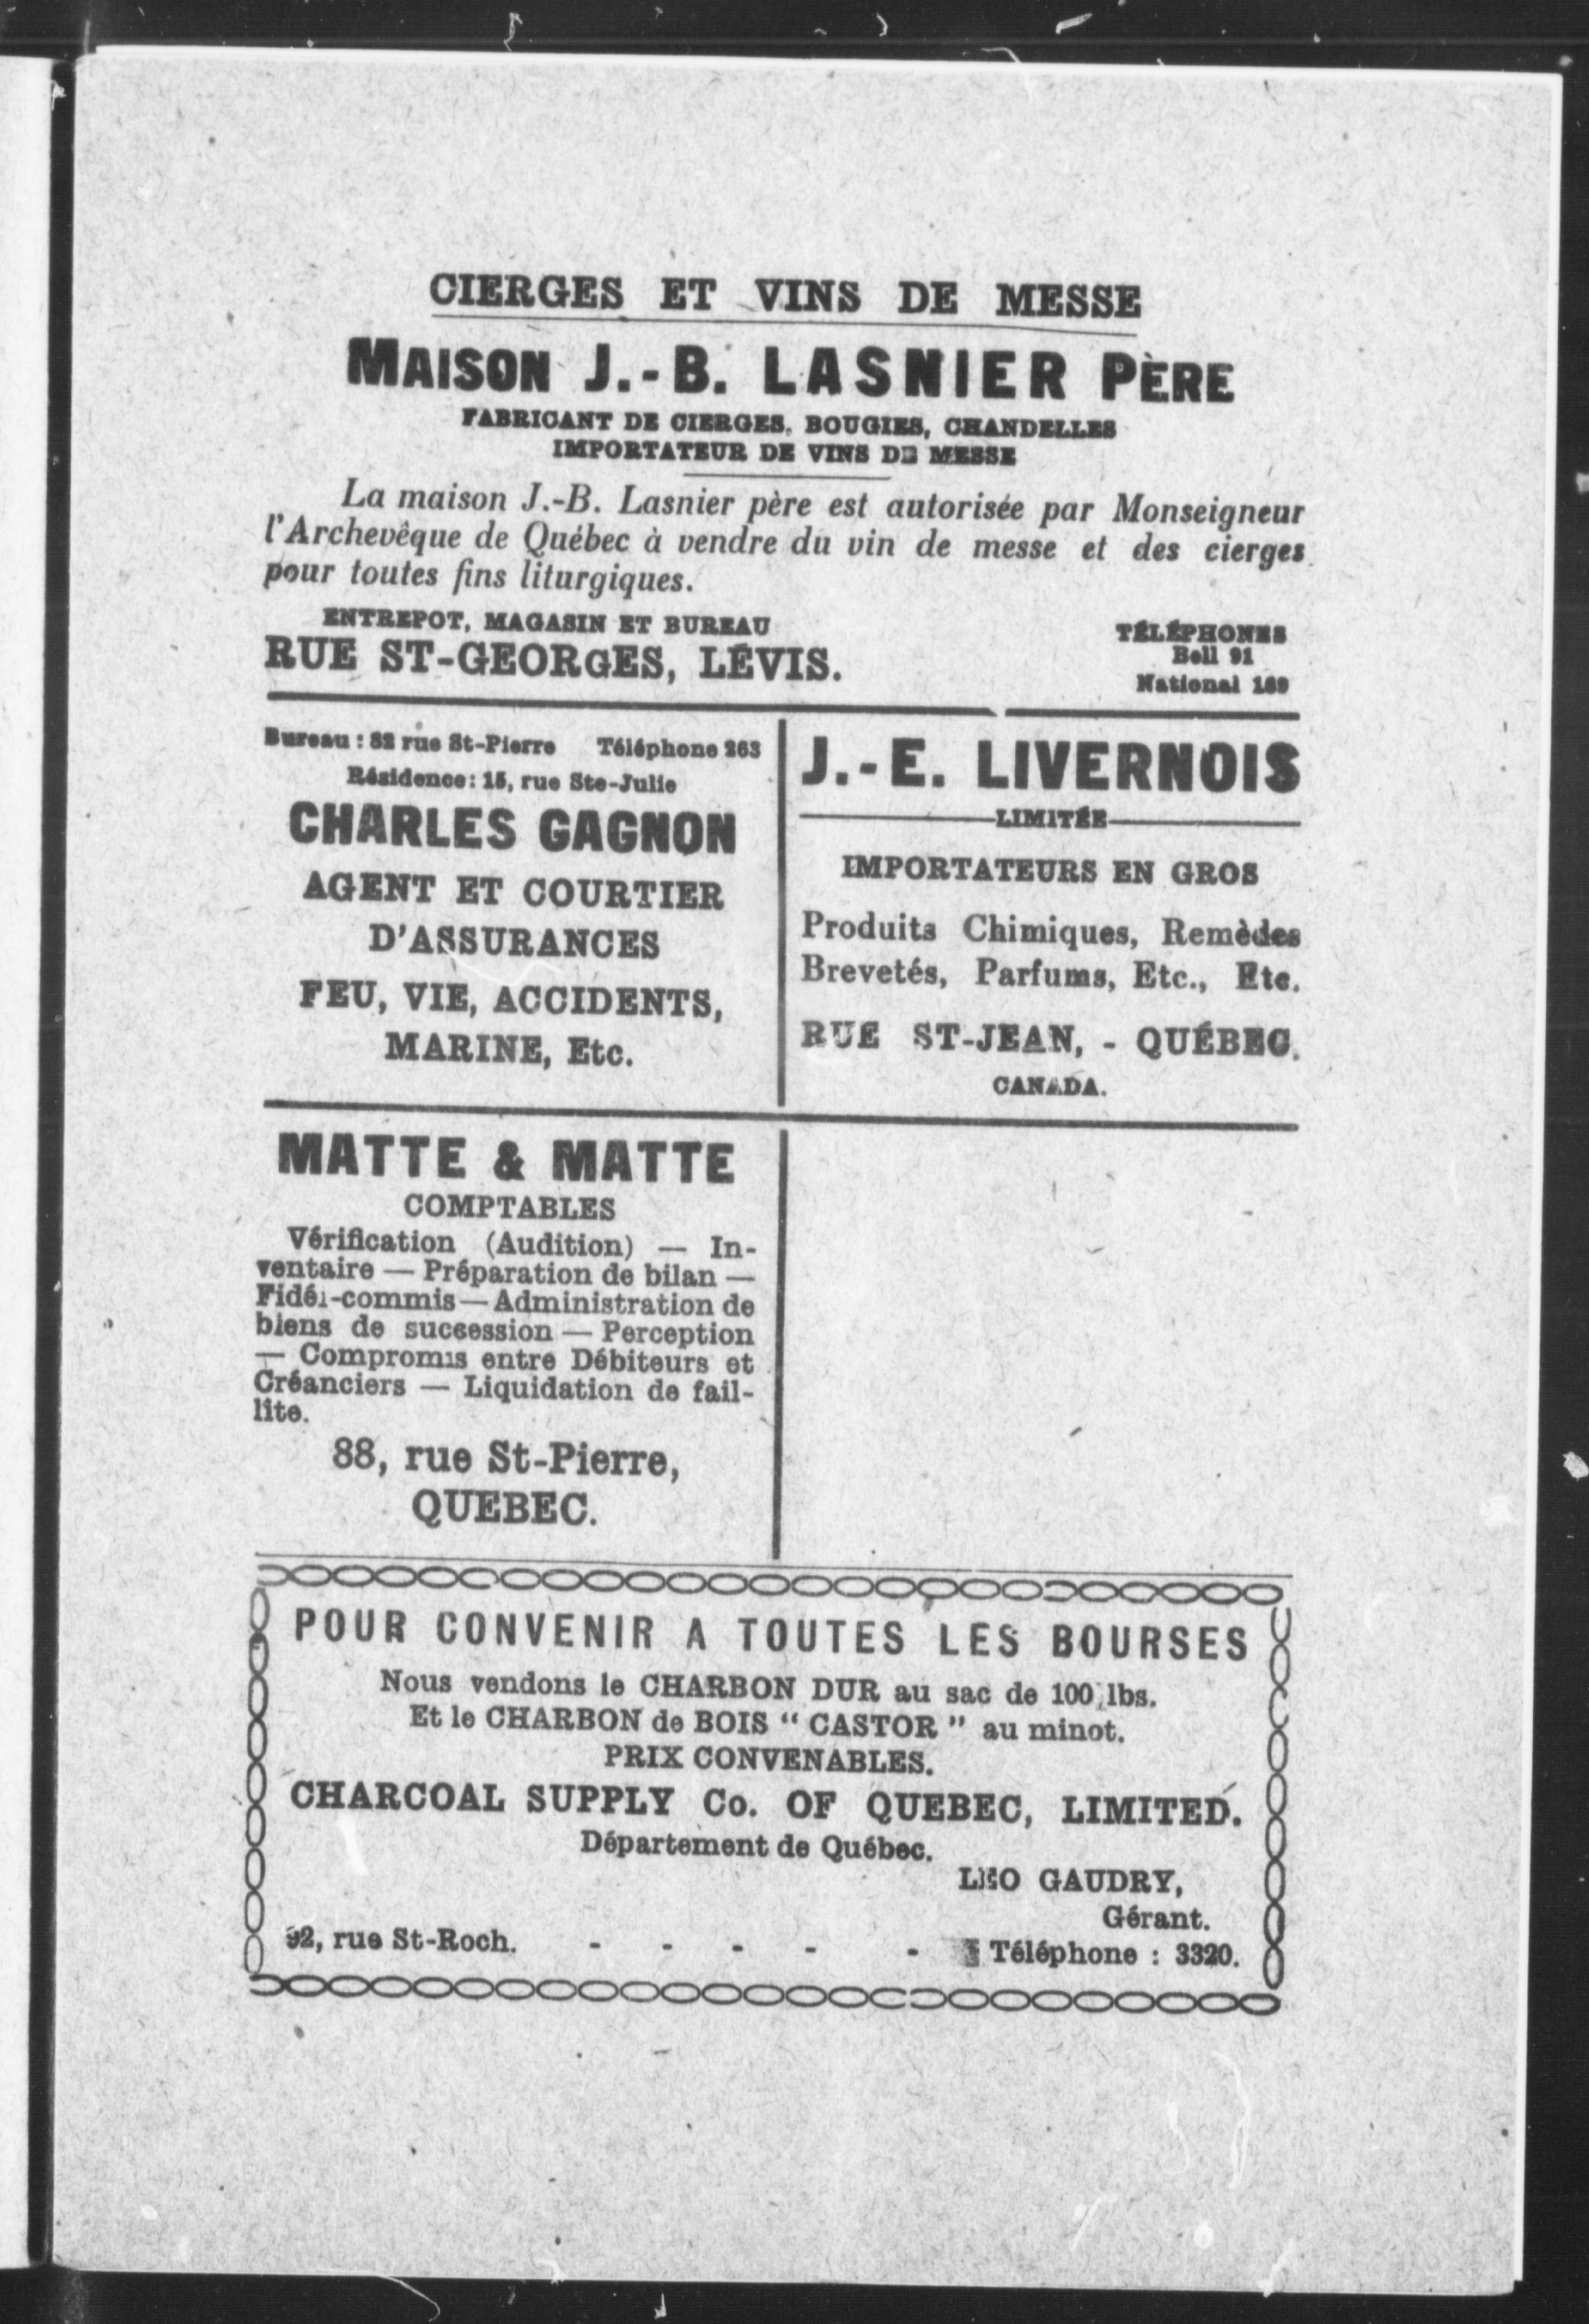 CIERGES ET VINS DE MESSE
MAISON J.-B. LASNIER PÈRE
FABRICANT DE CIERGES, BOUGIES, CHANDELLES
IMPORTATEUR DE VINS DE MESSE
La maison J.-B. Lasnier père est autorisée par Monseigneur
l'Archevêque de Québec à vendre du vin de messe et des cierges
pour toutes fins liturgiques.
ENTREPOT, MAGASIN ET BUREAU
RUE ST-GEORGES, LÉVIS.
TÉLÉPHONES
Bell 91
National 169
Bureau : 82 rue St-Pierre Téléphone 263
Résidence: 15, rue Ste-Julie
CHARLES GAGNON
AGENT ET COURTIER
D'ASSURANCES
FEU, VIE, ACCIDENTS,
MARINE, Etc.
J.-E. LIVERNOIS
LIMITÉE
IMPORTATEURS EN GROS
Produits Chimiques, Remèdes
Brevetés, Parfums, Etc., Etc.
RUE ST-JEAN, - QUÉBEC.
CANADA.
MATTE & MATTE
COMPTABLES
Vérification (Audition) — In-
ventaire — Préparation de bilan —
Fidéi-commis — Administration de
biens de succession — Perception
— Compromis entre Débiteurs et
Créanciers — Liquidation de fail-
lite.
88, rue St-Pierre,
QUEBEC.
POUR CONVENIR A TOUTES LES BOURSES
Nous vendons le CHARBON DUR au sac de 100 lbs.
Et le CHARBON de BOIS " CASTOR " au minot.
PRIX CONVENABLES.
CHARCOAL SUPPLY Co. OF QUEBEC, LIMITED.
Département de Québec.
LEO GAUDRY,
Gérant.
92, rue St-Roch. - - - - - Téléphone : 3320.